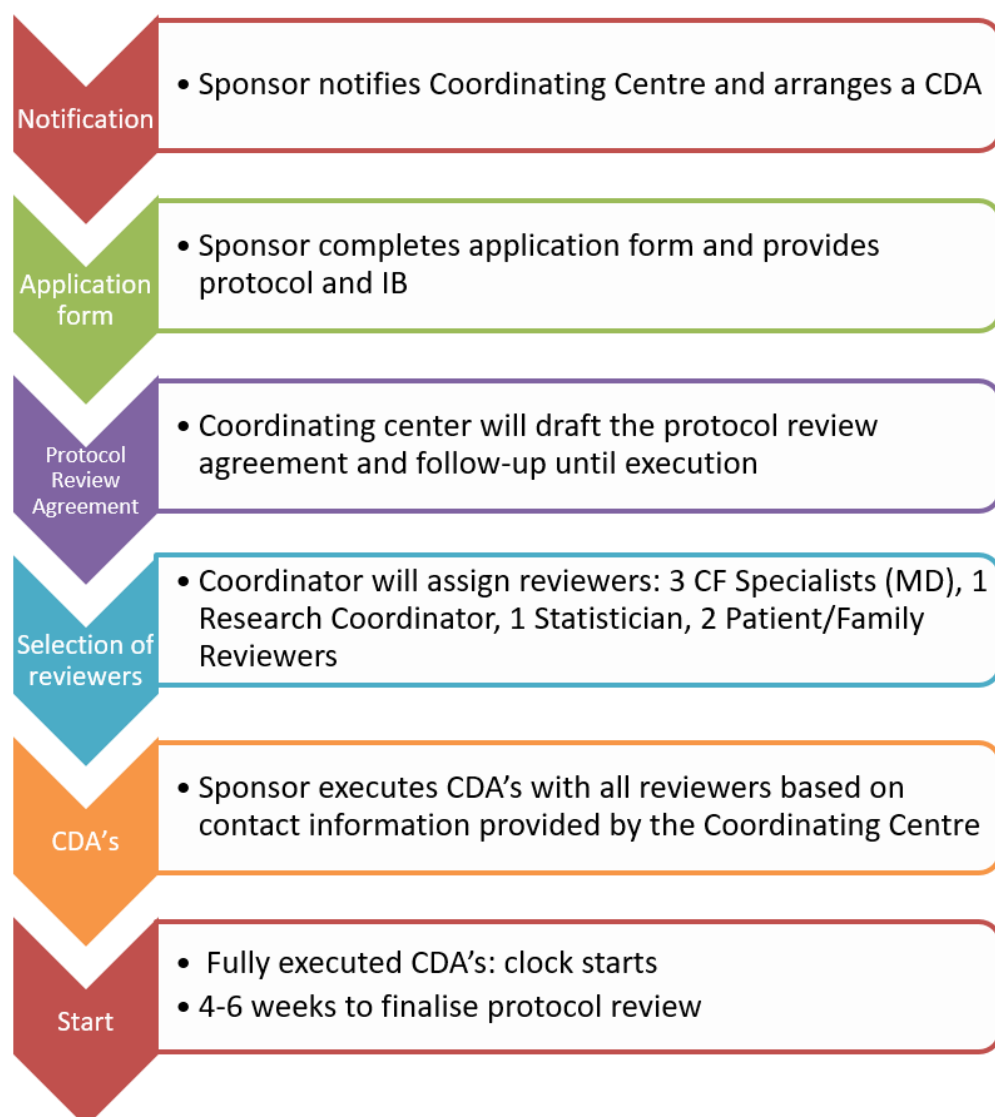 Notification
• Sponsor notifies Coordinating Centre and arranges a CDA
Application
form
• Sponsor completes application form and provides
protocol and IB
Protocol
Review
Agreement
• Coordinating center will draft the protocol review
agreement and follow-up until execution
Selection of
reviewers
• Coordinator will assign reviewers: 3 CF Specialists (MD), 1
Research Coordinator, 1 Statistician, 2 Patient/Family
Reviewers
CDA’s
• Sponsor executes CDA’s with all reviewers based on
contact information provided by the Coordinating Centre
Start
• Fully executed CDA’s: clock starts
• 4-6 weeks to finalise protocol review